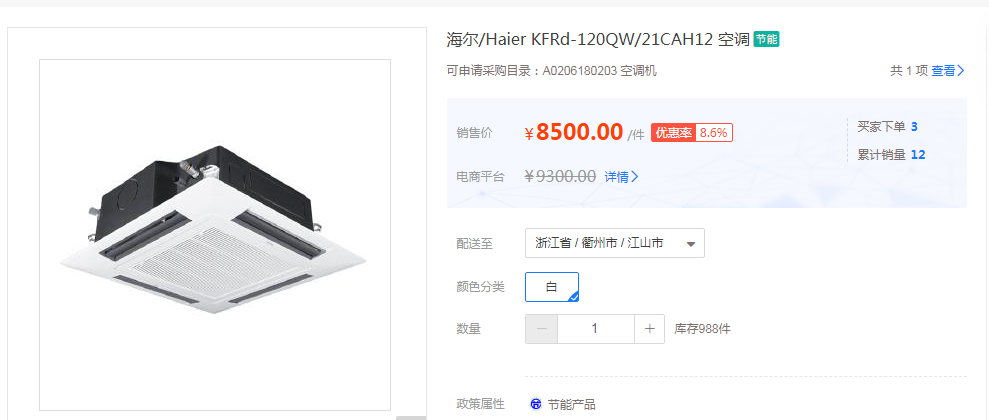 海尔/Haier KFRd-120QW/21CAH12 空调 节能
可申请采购目录：A0206180203 空调机 共 1 项 查看
销售价 ¥8500.00 /件 优惠率 8.6% 买家下单 3
累计销量 12
电商平台 ¥9300.00 详情
配送至 浙江省 / 衢州市 / 江山市
颜色分类 白
数量 — 1 + 库存988件
政策属性 节能产品